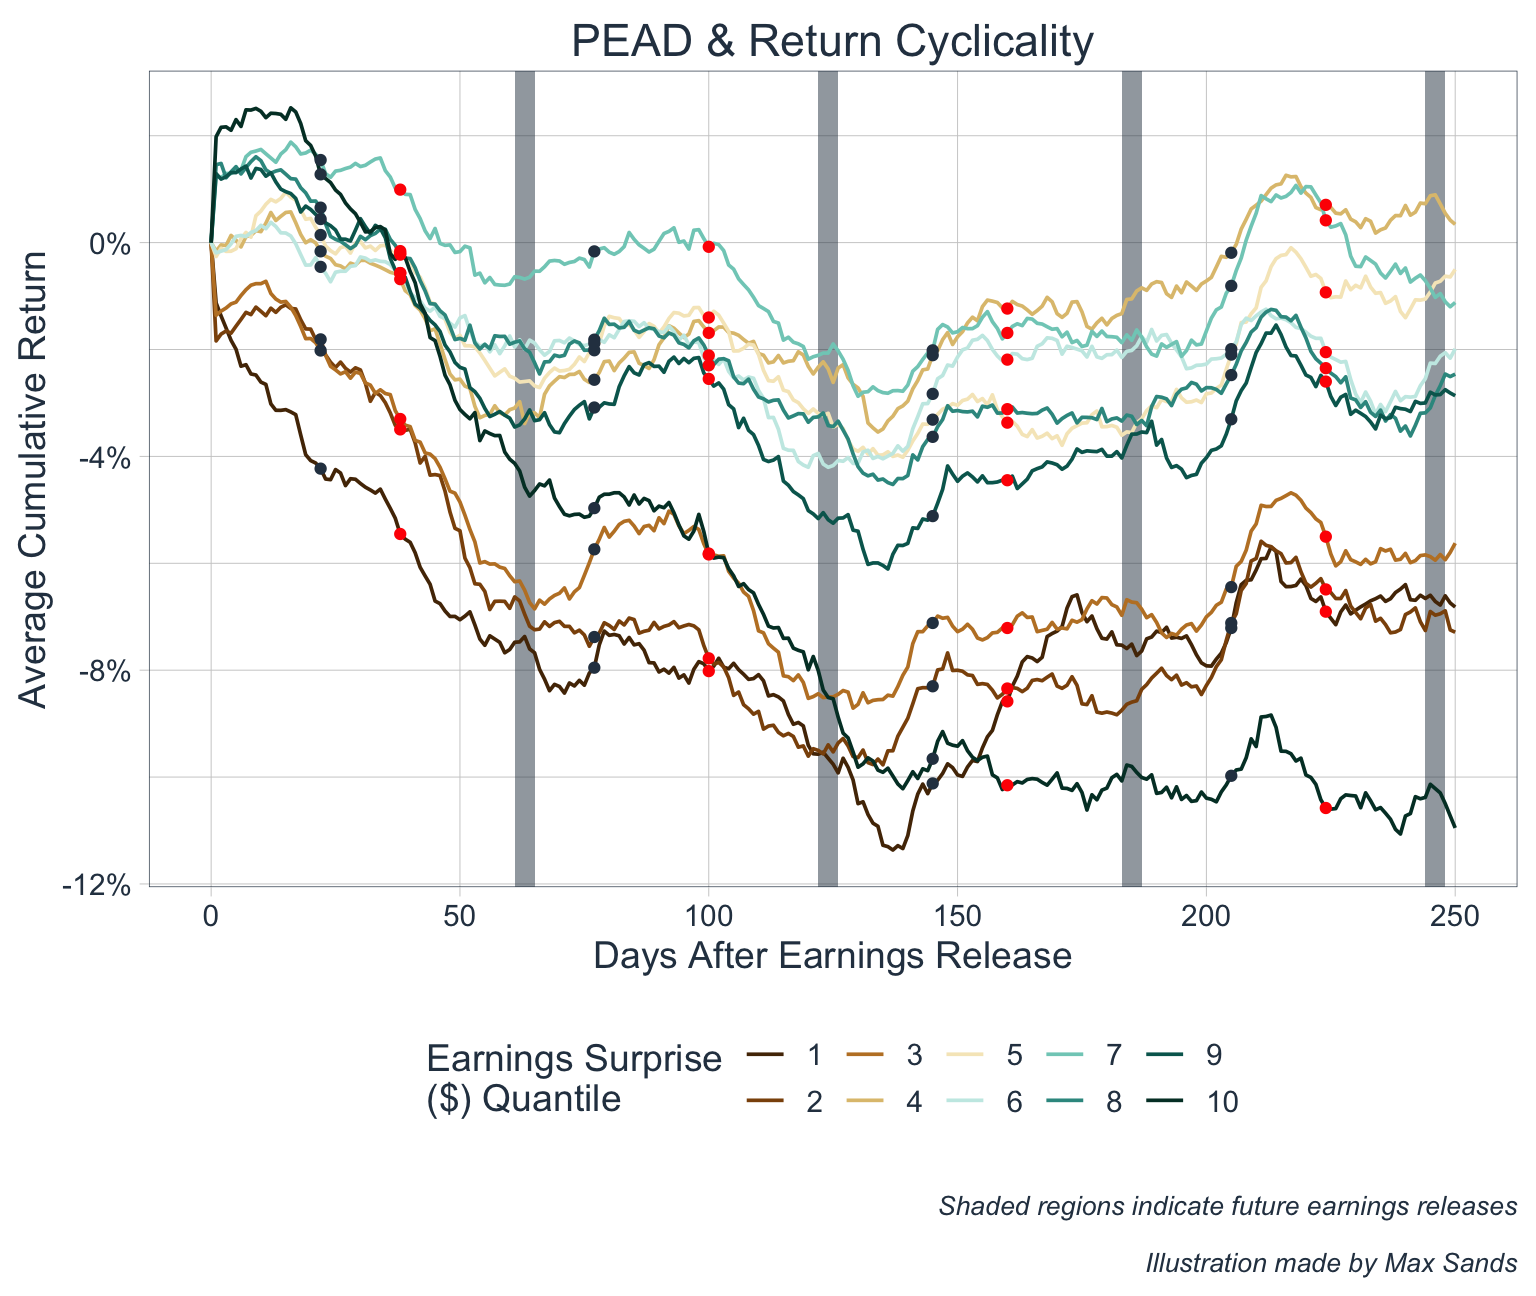 PEAD & Return Cyclicality
Average Cumulative Return
0%
-4%
-8%
-12%
0 50 100 150 200 250
Days After Earnings Release
Earnings Surprise
($) Quantile
1 3 5 7 9
2 4 6 8 10
Shaded regions indicate future earnings releases
Illustration made by Max Sands